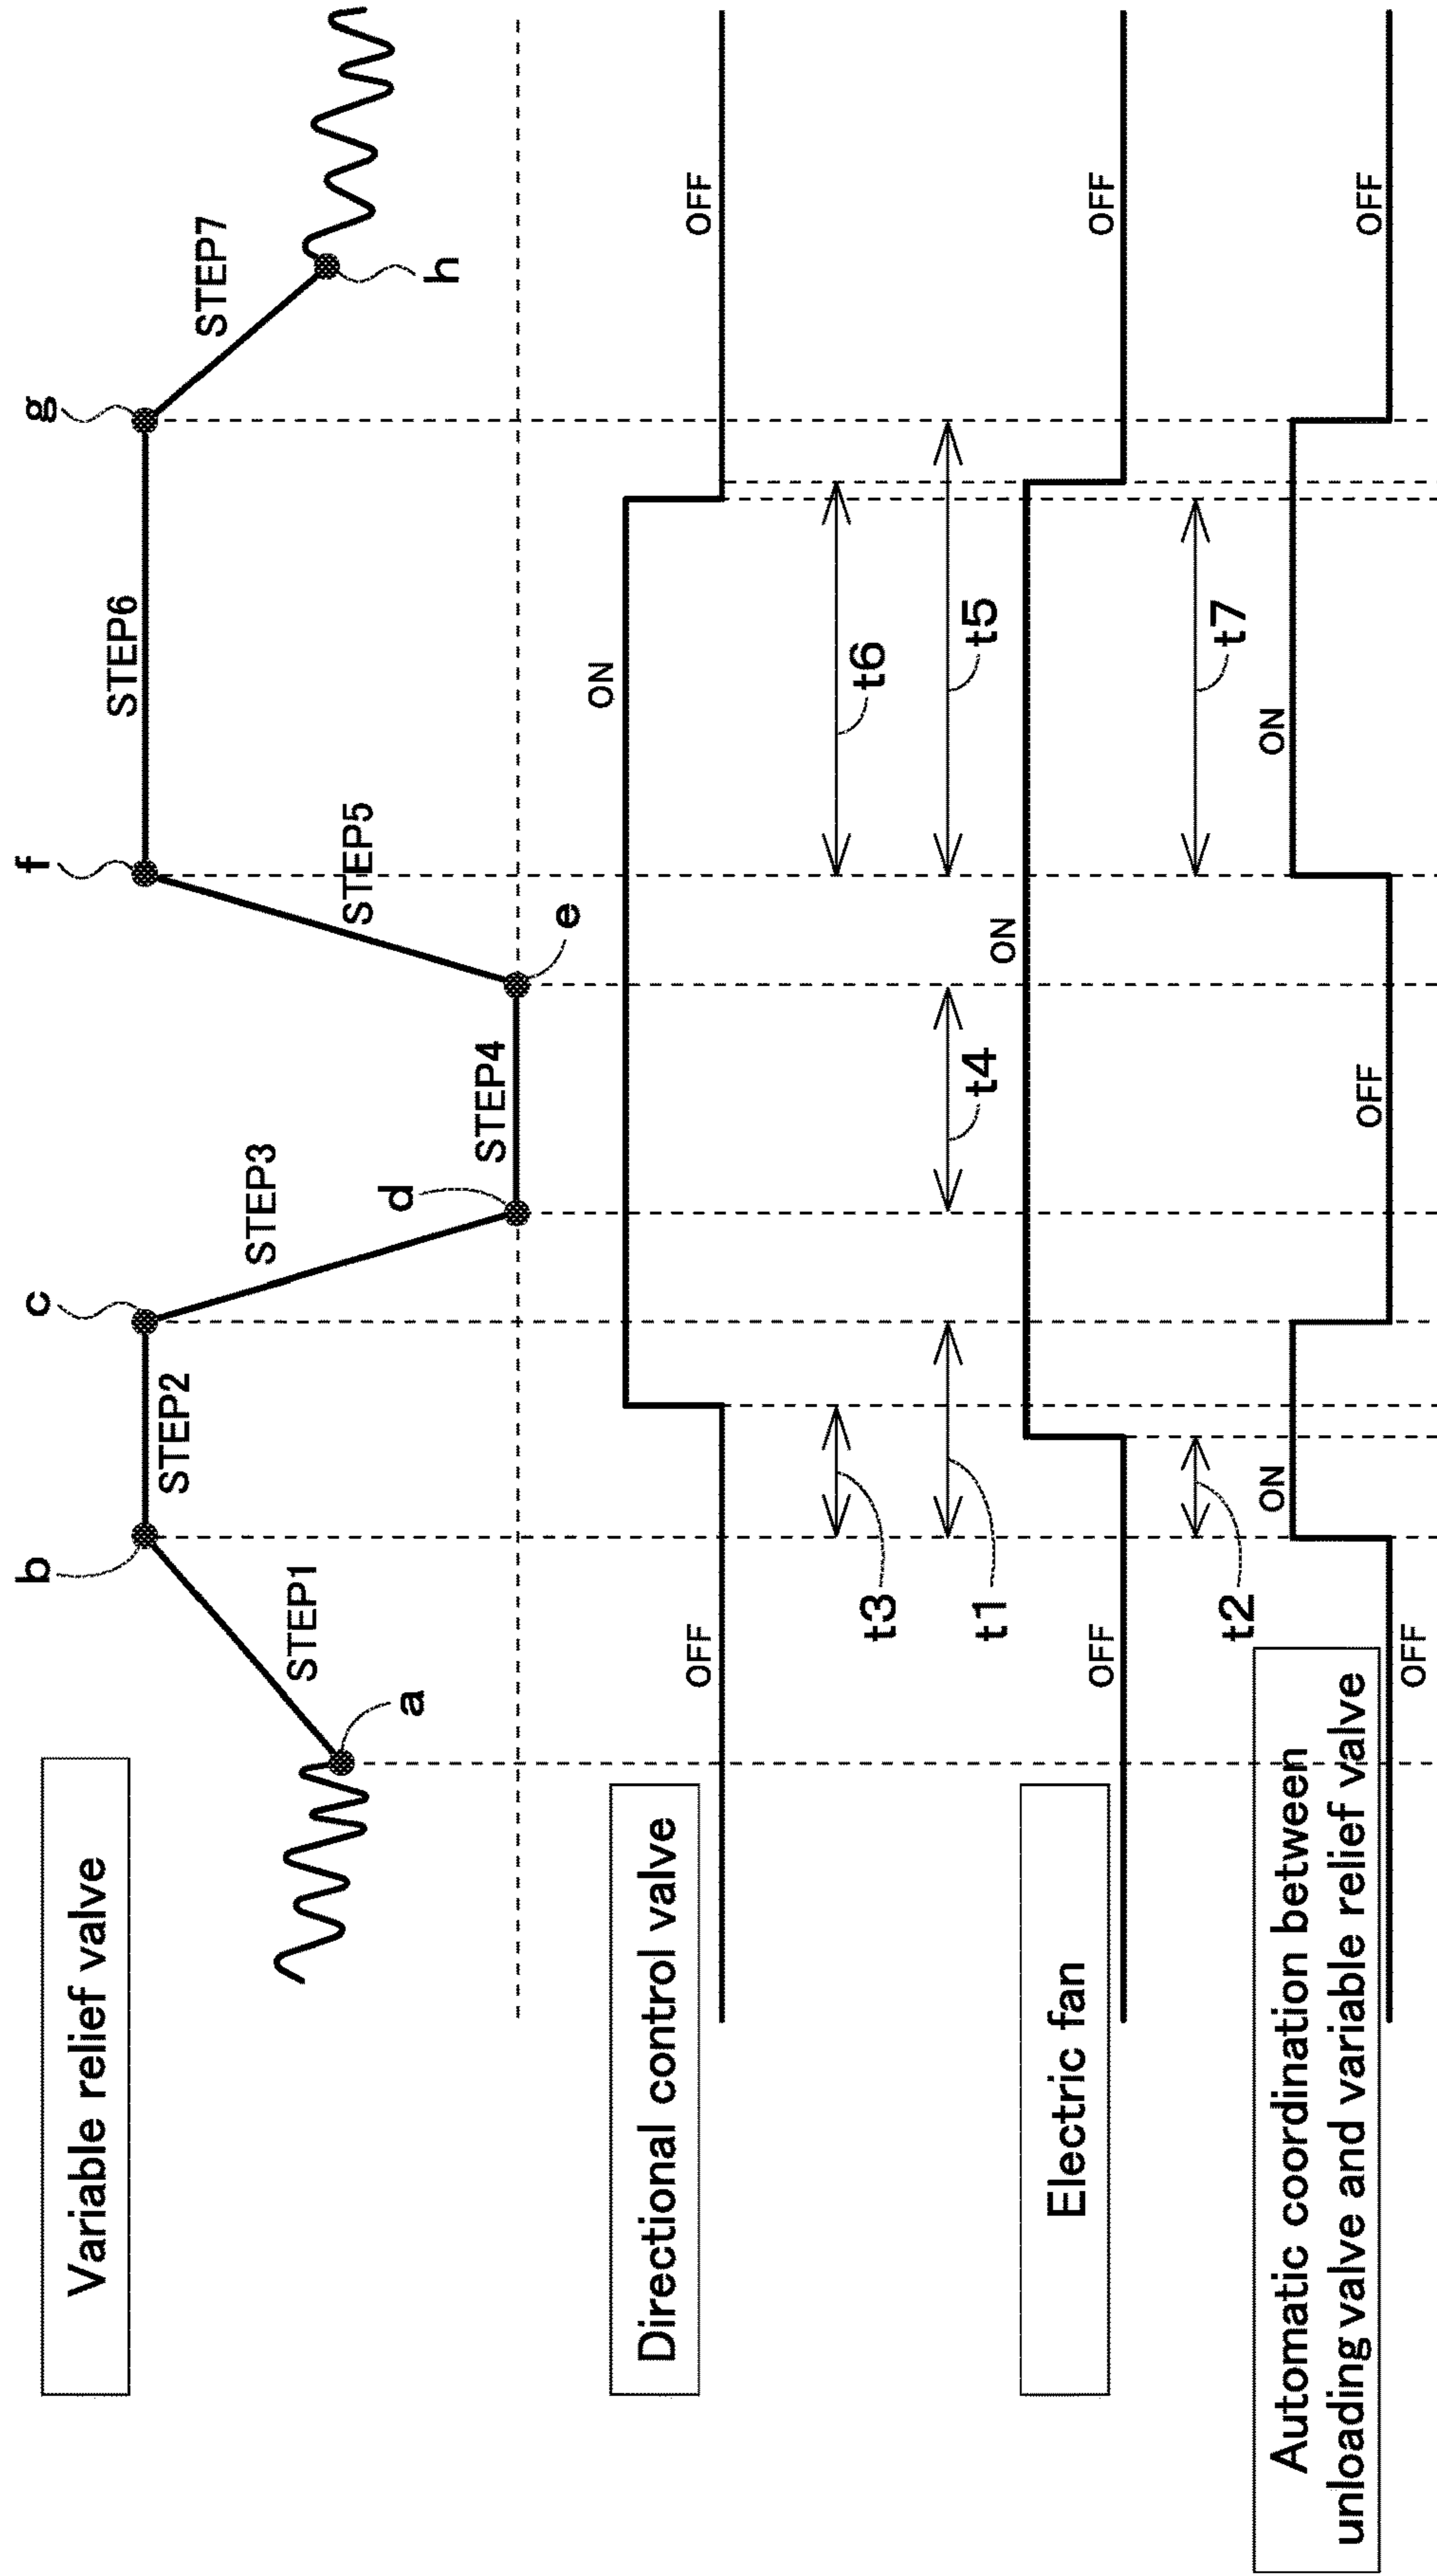 Variable relief valve
a
STEP1
b
STEP2
c
STEP3
d
STEP4
e
STEP5
f
STEP6
g
STEP7
h
Directional control valve
OFF
ON
OFF
t3
t6
t1
t4
t5
Electric fan
OFF
ON
OFF
t2
t7
Automatic coordination between
unloading valve and variable relief valve
OFF
ON
OFF
ON
OFF